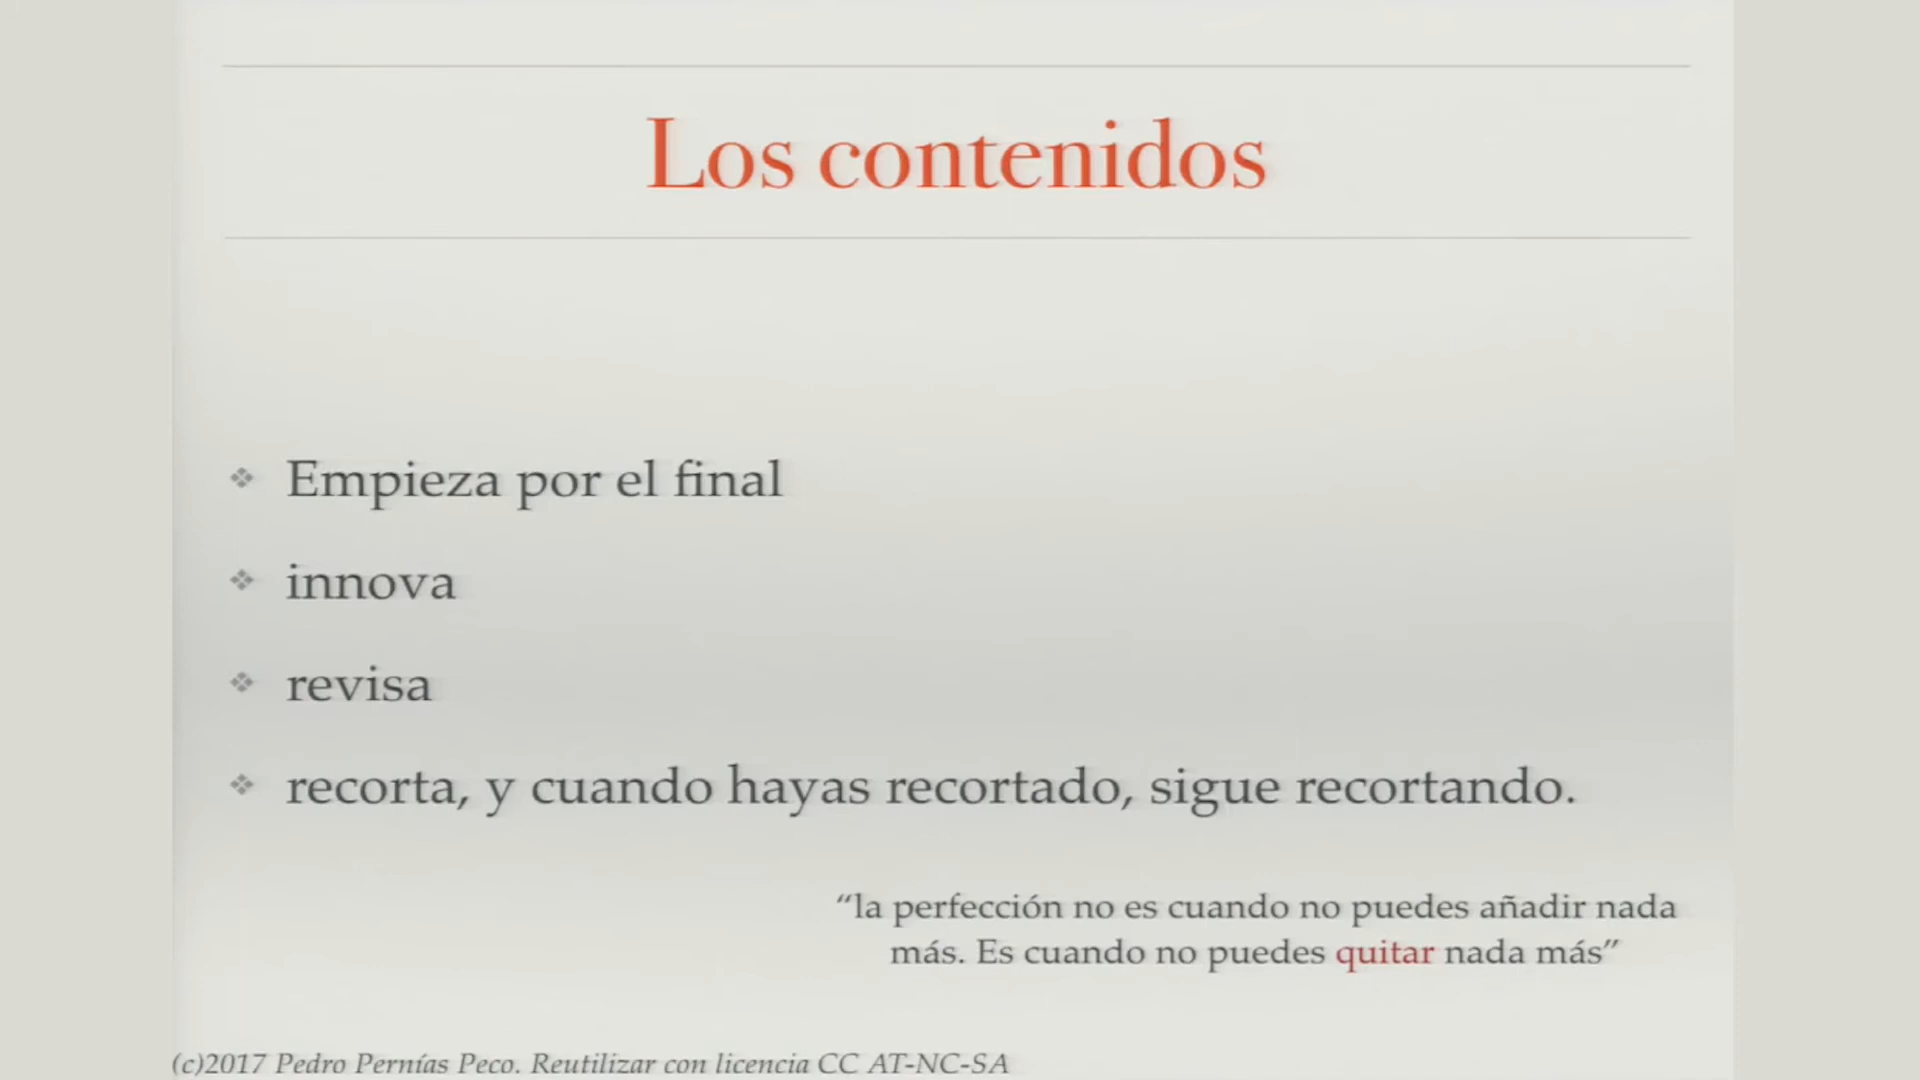 Los contenidos
Empieza por el final
innova
revisa
recorta, y cuando hayas recortado, sigue recortando.
“la perfección no es cuando no puedes añadir nada
más. Es cuando no puedes quitar nada más”
(c)2017 Pedro Pernías Peco. Reutilizar con licencia CC AT-NC-SA